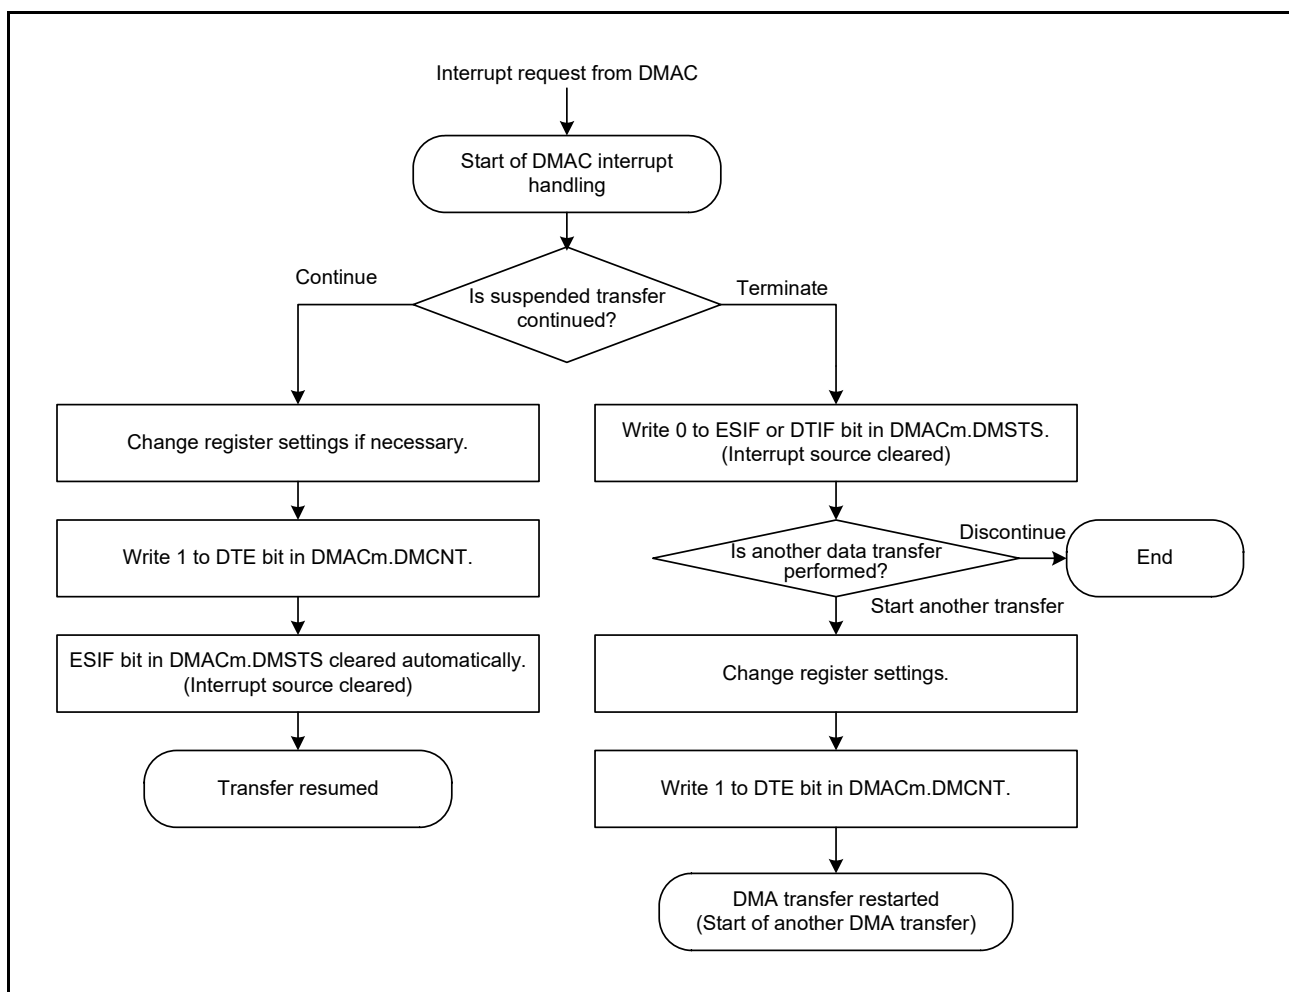 Interrupt request from DMAC
Start of DMAC interrupt
handling
Is suspended transfer
continued?
Continue
Terminate
Change register settings if necessary.
Write 1 to DTE bit in DMACm.DMCNT.
ESIF bit in DMACm.DMSTS cleared automatically.
(Interrupt source cleared)
Transfer resumed
Write 0 to ESIF or DTIF bit in DMACm.DMSTS.
(Interrupt source cleared)
Is another data transfer
performed?
Discontinue
End
Start another transfer
Change register settings.
Write 1 to DTE bit in DMACm.DMCNT.
DMA transfer restarted
(Start of another DMA transfer)